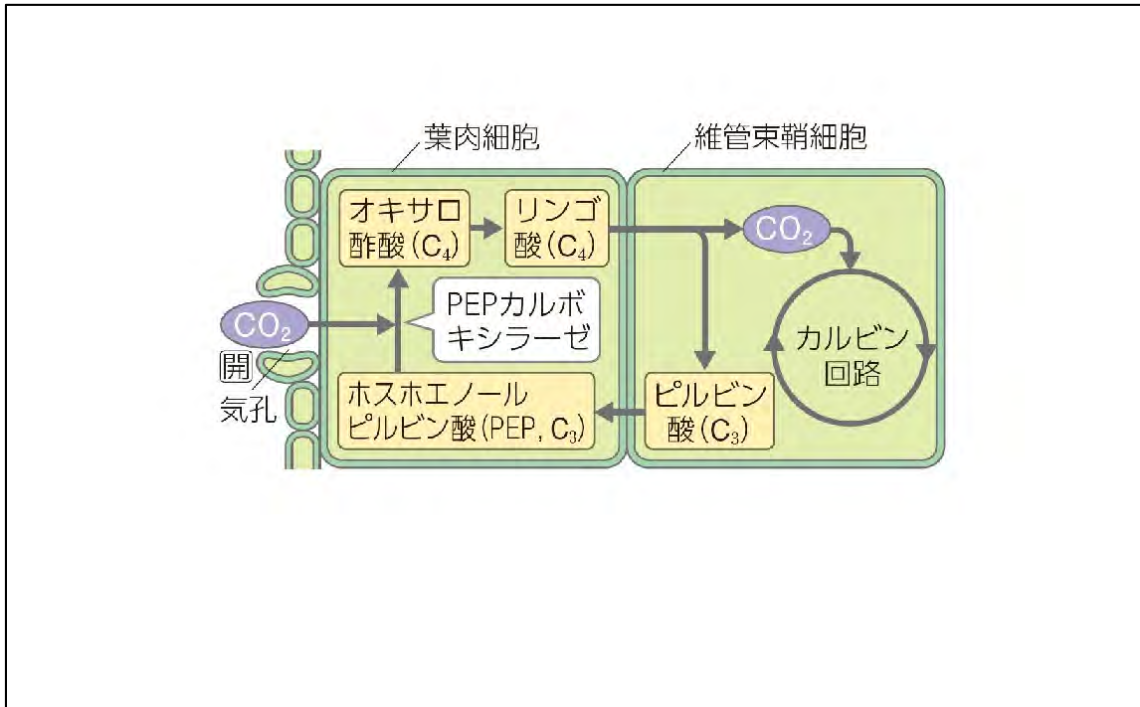 葉肉細胞
維管束鞘細胞
オキサロ
酢酸(C₄)
リンゴ
酸(C₄)
CO₂
PEPカルボ
キシラーゼ
CO₂
開
気孔
ホスホエノール
ピルビン酸(PEP, C₃)
ピルビン
酸(C₃)
カルビン
回路